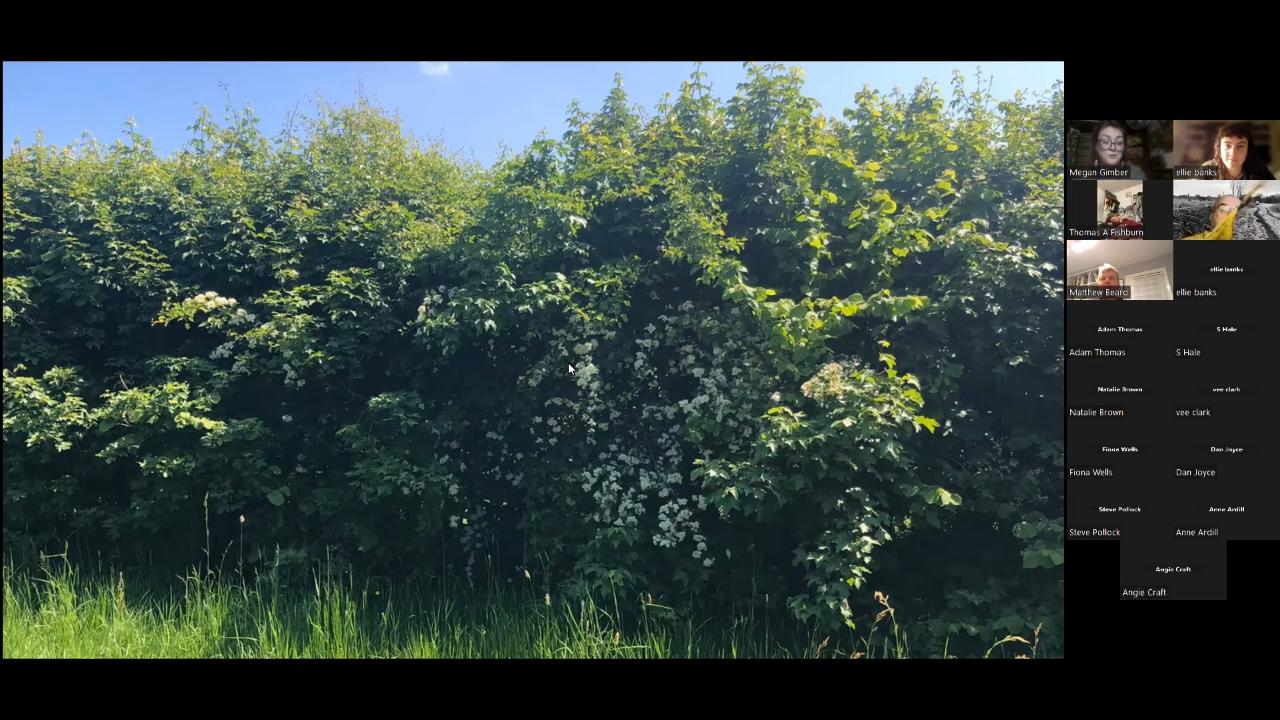 Megan Gimber
ellie banks
Thomas A Fishburn
Matthew Beard
ellie banks
ellie banks
Adam Thomas
Adam Thomas
S Hale
S Hale
Natalie Brown
Natalie Brown
vee clark
vee clark
Fiona Wells
Fiona Wells
Dan Joyce
Dan Joyce
Steve Pollock
Steve Pollock
Anne Ardill
Anne Ardill
Angie Craft
Angie Craft